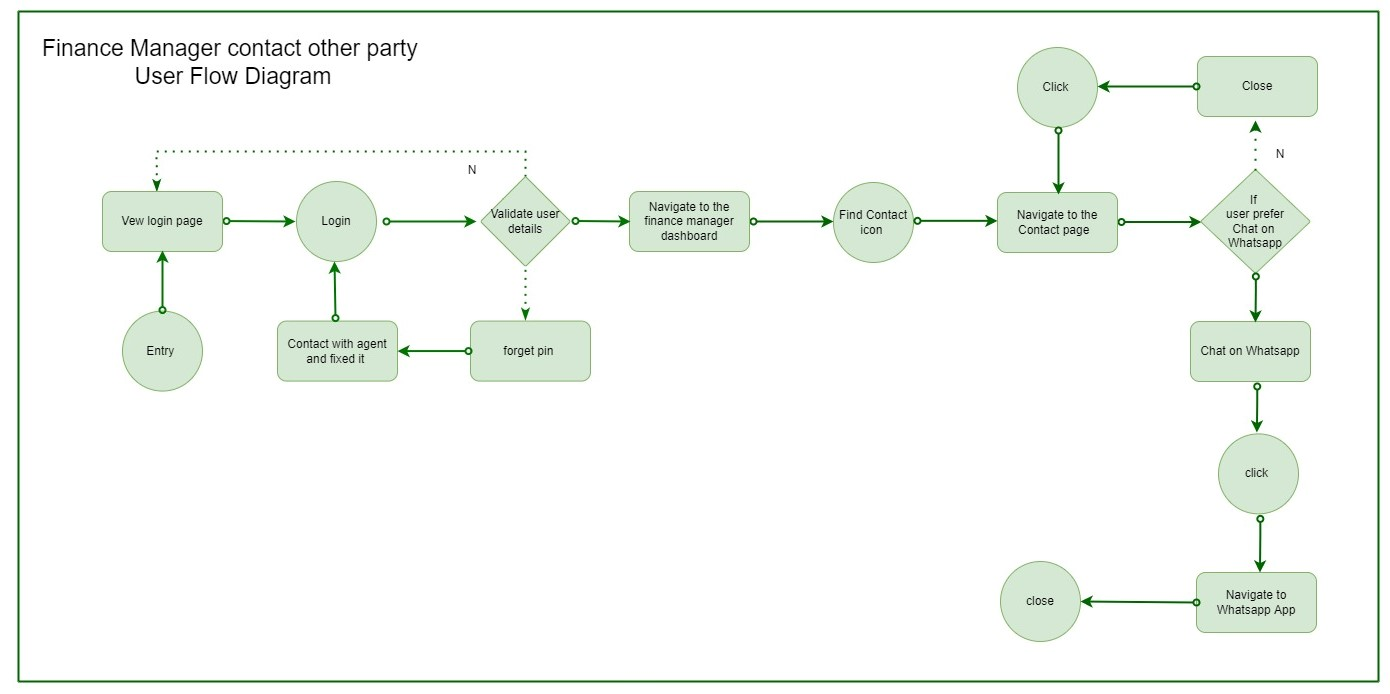 Finance Manager contact other party
User Flow Diagram
Click
Close
N
N
Vew login page
Login
Validate user
details
Navigate to the
finance manager
dashboard
Find Contact
icon
Navigate to the
Contact page
If
user prefer
Chat on
Whatsapp
Entry
Contact with agent
and fixed it
forget pin
Chat on Whatsapp
click
close
Navigate to
Whatsapp App